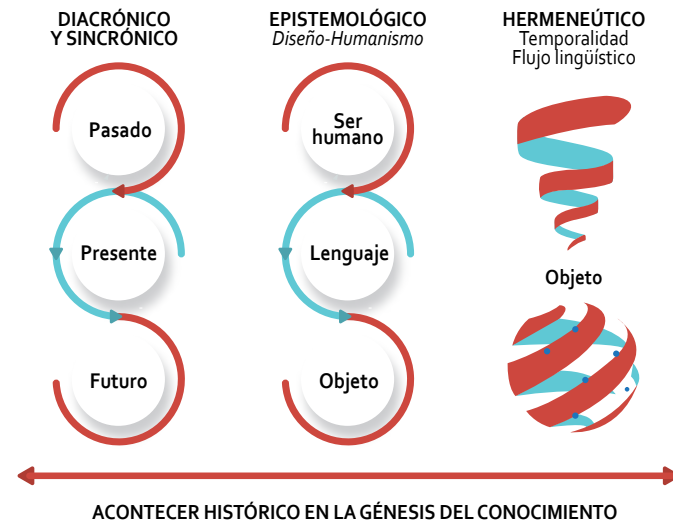 DIACRÓNICO
Y SINCRÓNICO
Pasado
Presente
Futuro
EPISTEMOLÓGICO
Diseño-Humanismo
Ser
humano
Lenguaje
Objeto
HERMENEÚTICO
Temporalidad
Flujo lingüístico
Objeto
ACONTECER HISTÓRICO EN LA GÉNESIS DEL CONOCIMIENTO